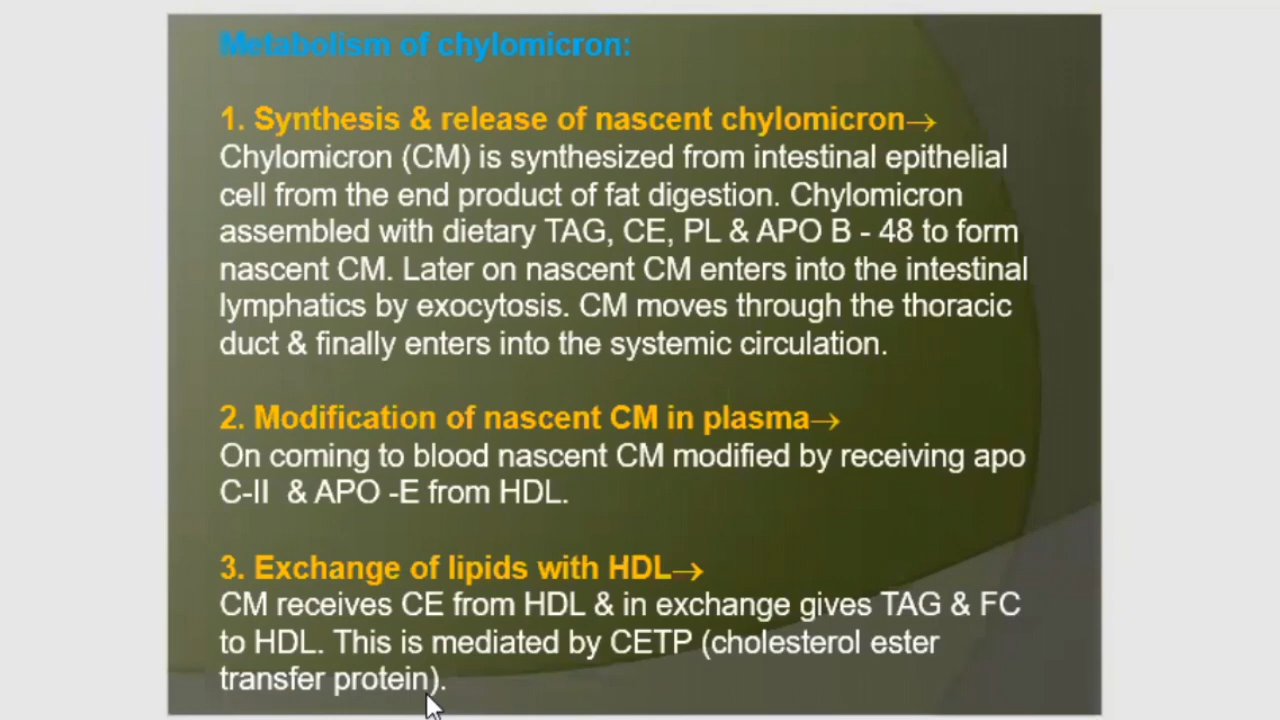 Metabolism of chylomicron:
1. Synthesis & release of nascent chylomicron→
Chylomicron (CM) is synthesized from intestinal epithelial
cell from the end product of fat digestion. Chylomicron
assembled with dietary TAG, CE, PL & APO B - 48 to form
nascent CM. Later on nascent CM enters into the intestinal
lymphatics by exocytosis. CM moves through the thoracic
duct & finally enters into the systemic circulation.
2. Modification of nascent CM in plasma→
On coming to blood nascent CM modified by receiving apo
C-II & APO -E from HDL.
3. Exchange of lipids with HDL→
CM receives CE from HDL & in exchange gives TAG & FC
to HDL. This is mediated by CETP (cholesterol ester
transfer protein).